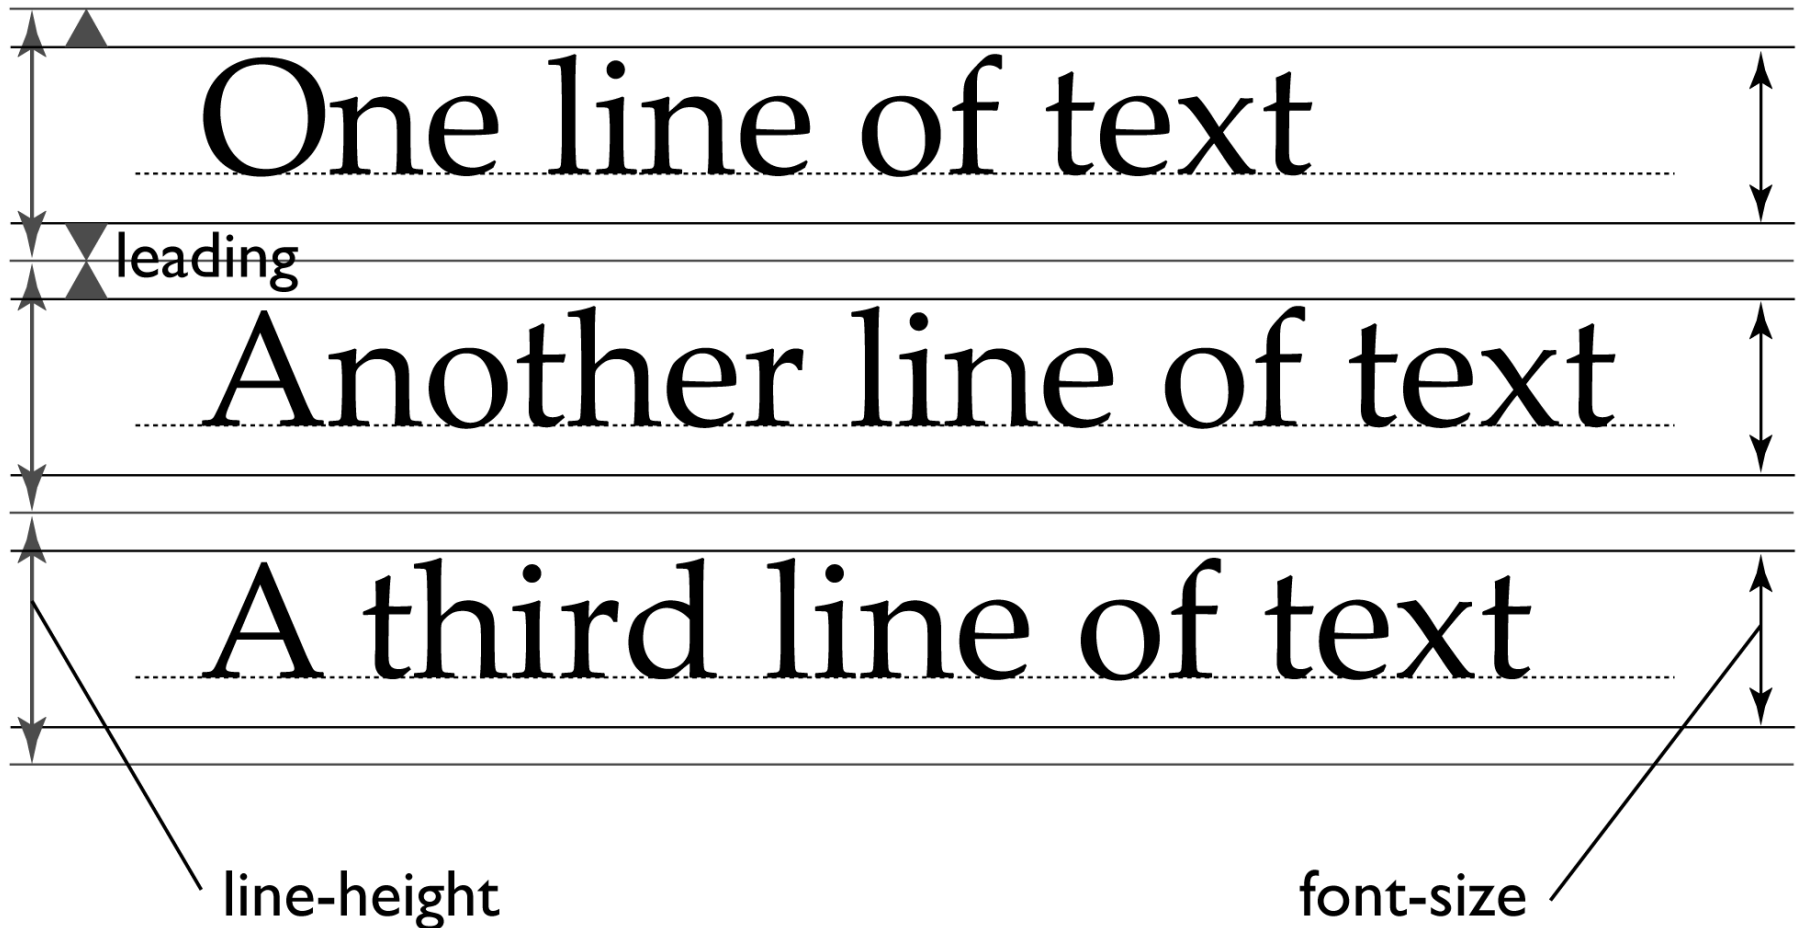 One line of text
leading
Another line of text
A third line of text
line-height
font-size